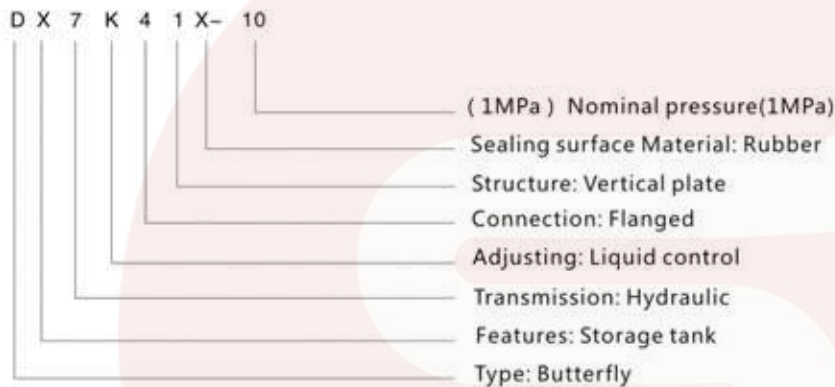 D X 7 K 4 1 X- 10
(1MPa) Nominal pressure(1MPa)
Sealing surface Material: Rubber
Structure: Vertical plate
Connection: Flanged
Adjusting: Liquid control
Transmission: Hydraulic
Features: Storage tank
Type: Butterfly